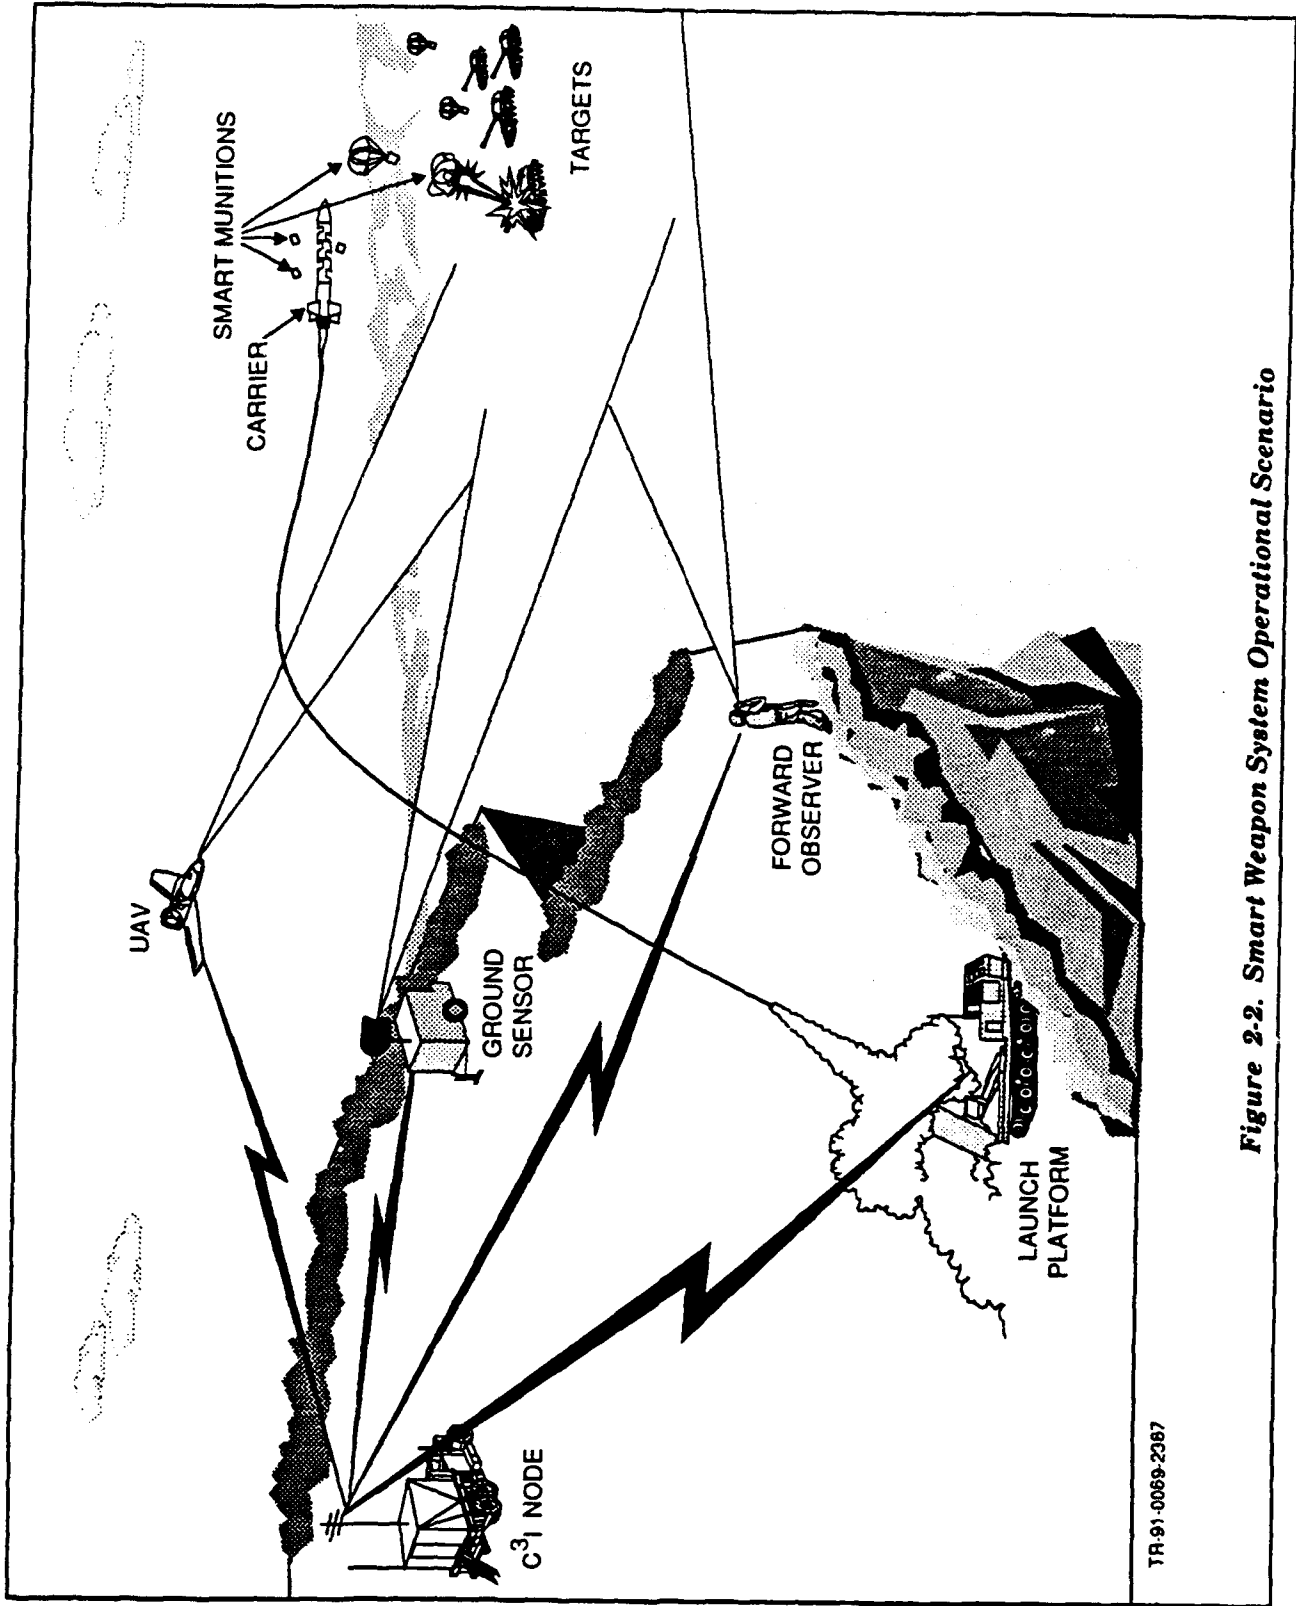 UAV
SMART MUNITIONS
CARRIER
TARGETS
GROUND
SENSOR
C³I NODE
FORWARD
OBSERVER
LAUNCH
PLATFORM
TR-91-0069-2387
Figure 2-2. Smart Weapon System Operational Scenario